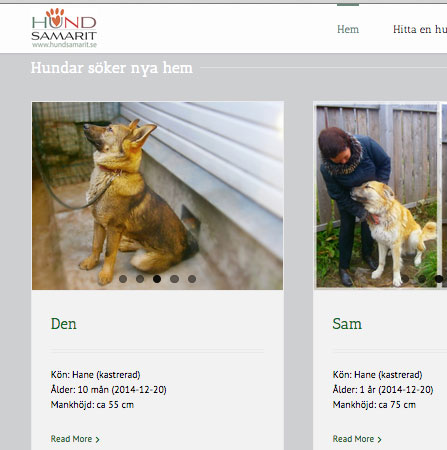 HUND
SAMARIT
www.hundsamarit.se
Hem
Hitta en hu
Hundar söker nya hem
Den
Kön: Hane (kastrerad)
Ålder: 10 mån (2014-12-20)
Mankhöjd: ca 55 cm
Read More >
Sam
Kön: Hane (kastrerad)
Ålder: 1 år (2014-12-20)
Mankhöjd: ca 75 cm
Read More >